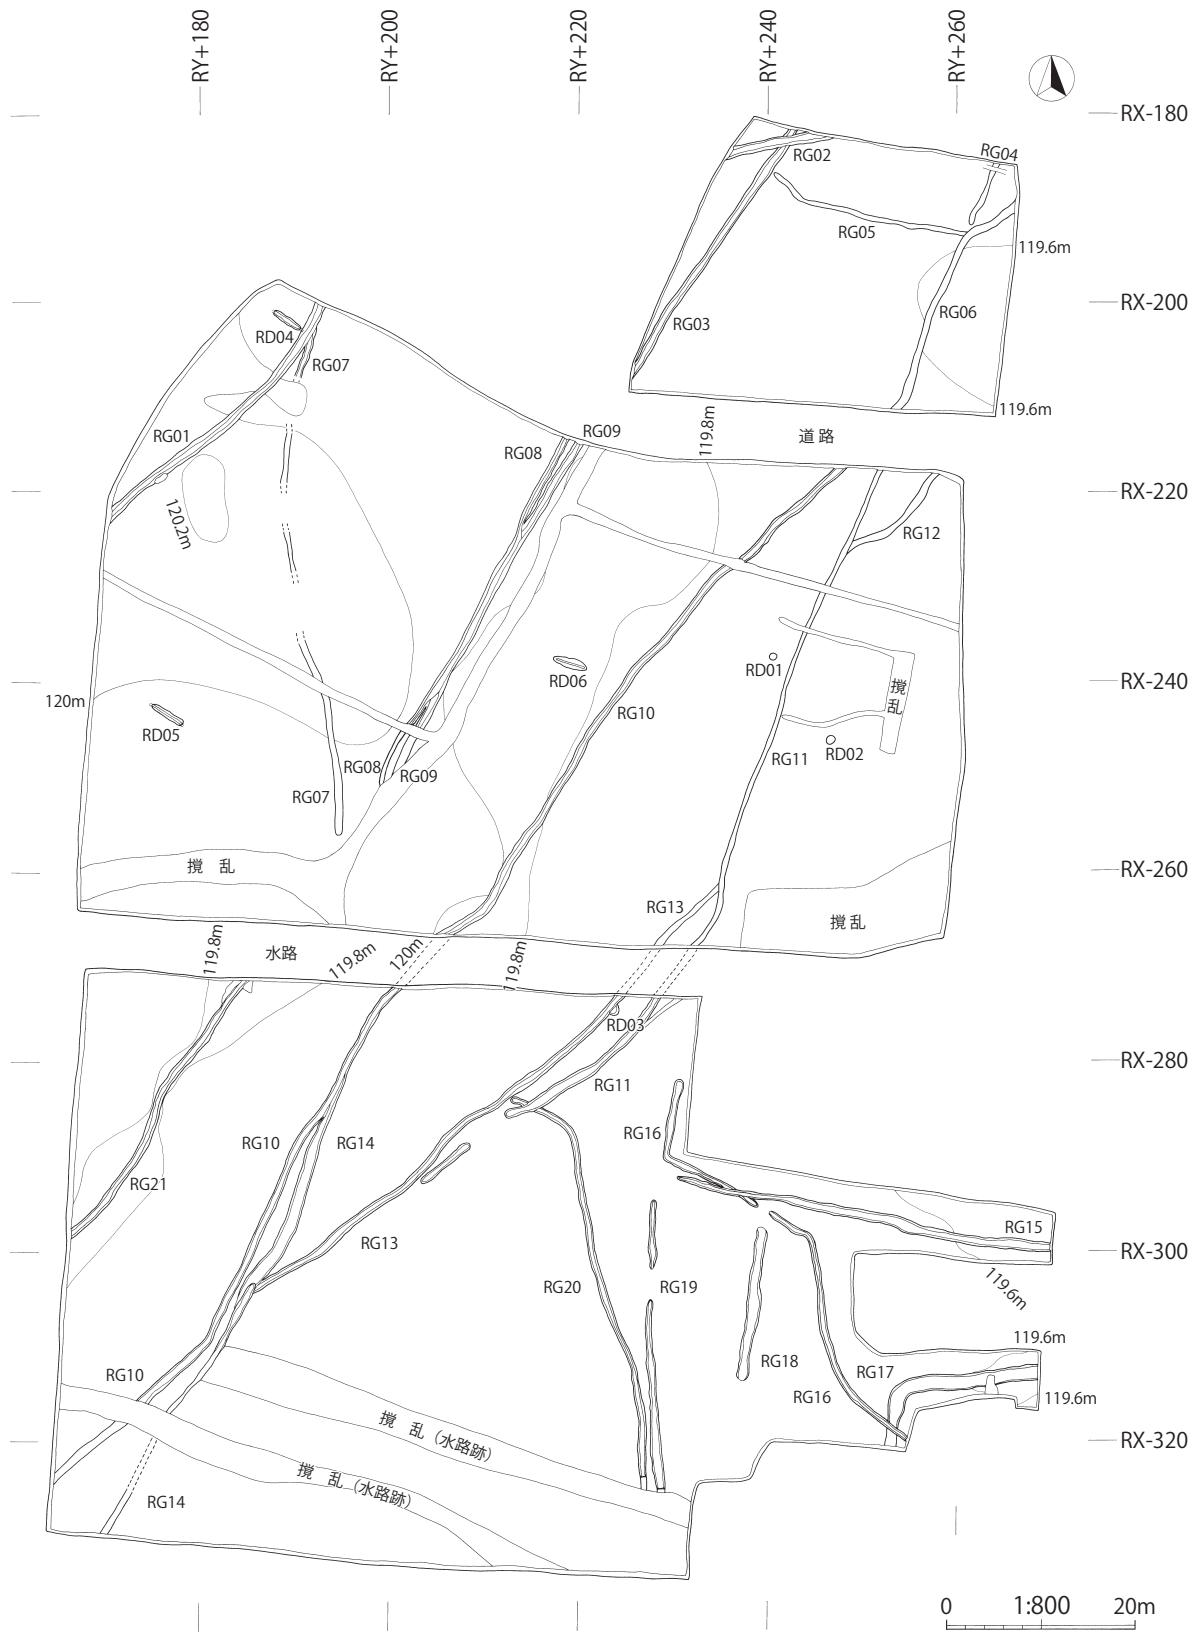 RY+180
RY+200
RY+220
RY+240
RY+260
RX-180
RG02
RG04
RG05
119.6m
RX-200
RG06
RG03
RD04
RG07
119.6m
119.8m
道 路
RG01
RG09
RG08
RX-220
120.2m
RG12
RD01
RD06
RX-240
120m
撹
乱
RG10
RD05
RG11
RD02
RG08
RG09
RG07
撹 乱
RX-260
RG13
撹 乱
119.8m
水路
119.8m
120m
119.8m
RD03
RX-280
RG11
RG16
RG10
RG14
RG21
RG15
RG13
RX-300
RG20
RG19
119.6m
119.6m
RG18
RG10
RG17
RG16
119.6m
撹 乱 (水路跡)
RX-320
撹 乱 (水路跡)
RG14
0 1:800 20m